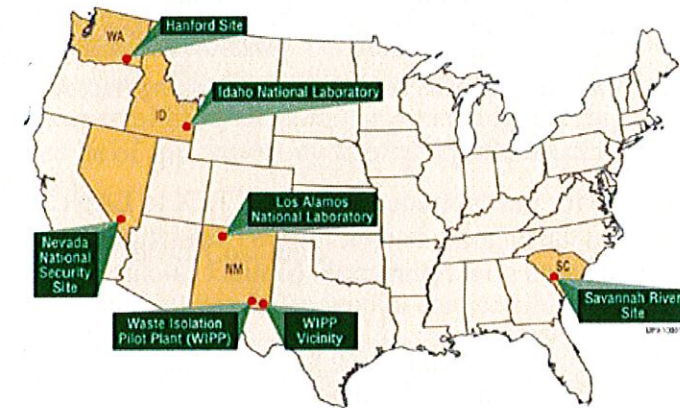 WA
Hanford Site
Idaho National Laboratory
ID
Los Alamos
National Laboratory
Nevada
National
Security
Site
NM
SC
Savannah River
Site
Waste Isolation
Pilot Plant (WIPP)
WIPP
Vicinity